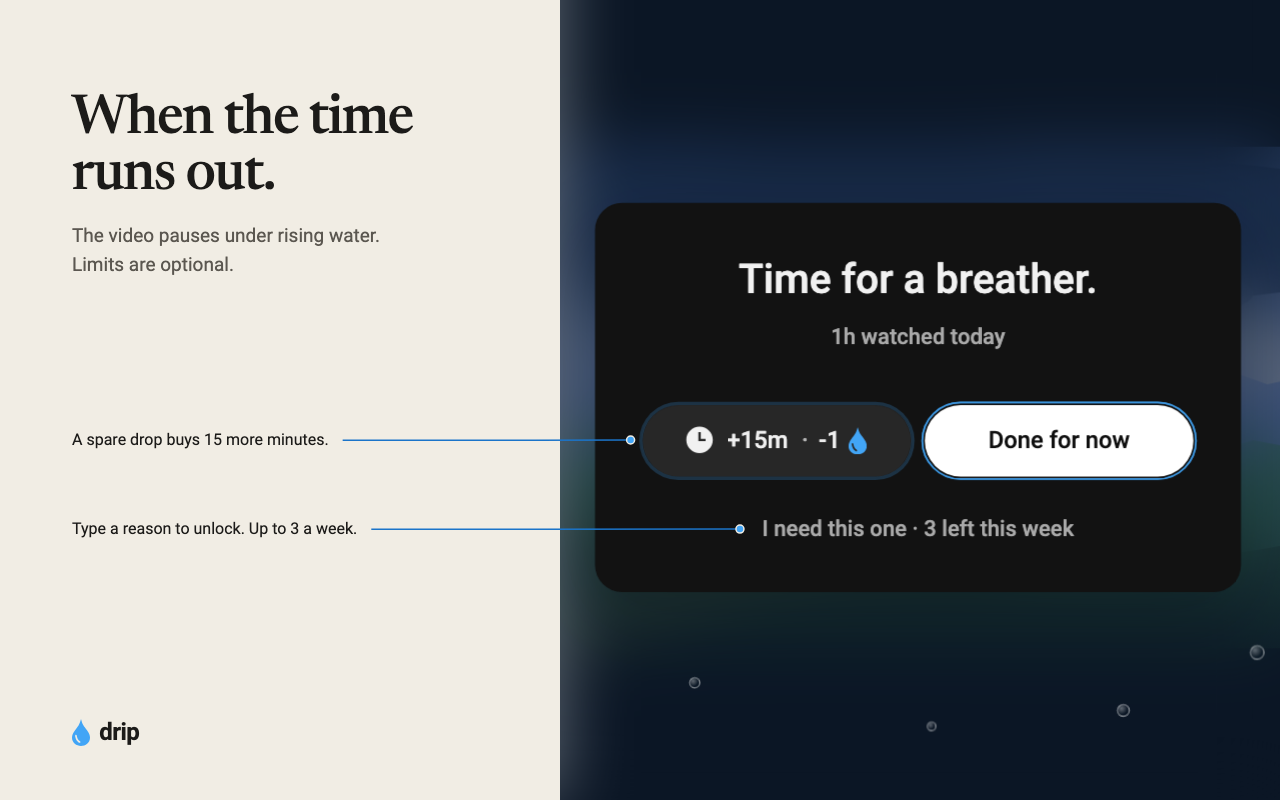 When the time
runs out.
The video pauses under rising water.
Limits are optional.
A spare drop buys 15 more minutes.
Type a reason to unlock. Up to 3 a week.
drip
Time for a breather.
1h watched today
+15m · -1
Done for now
I need this one · 3 left this week